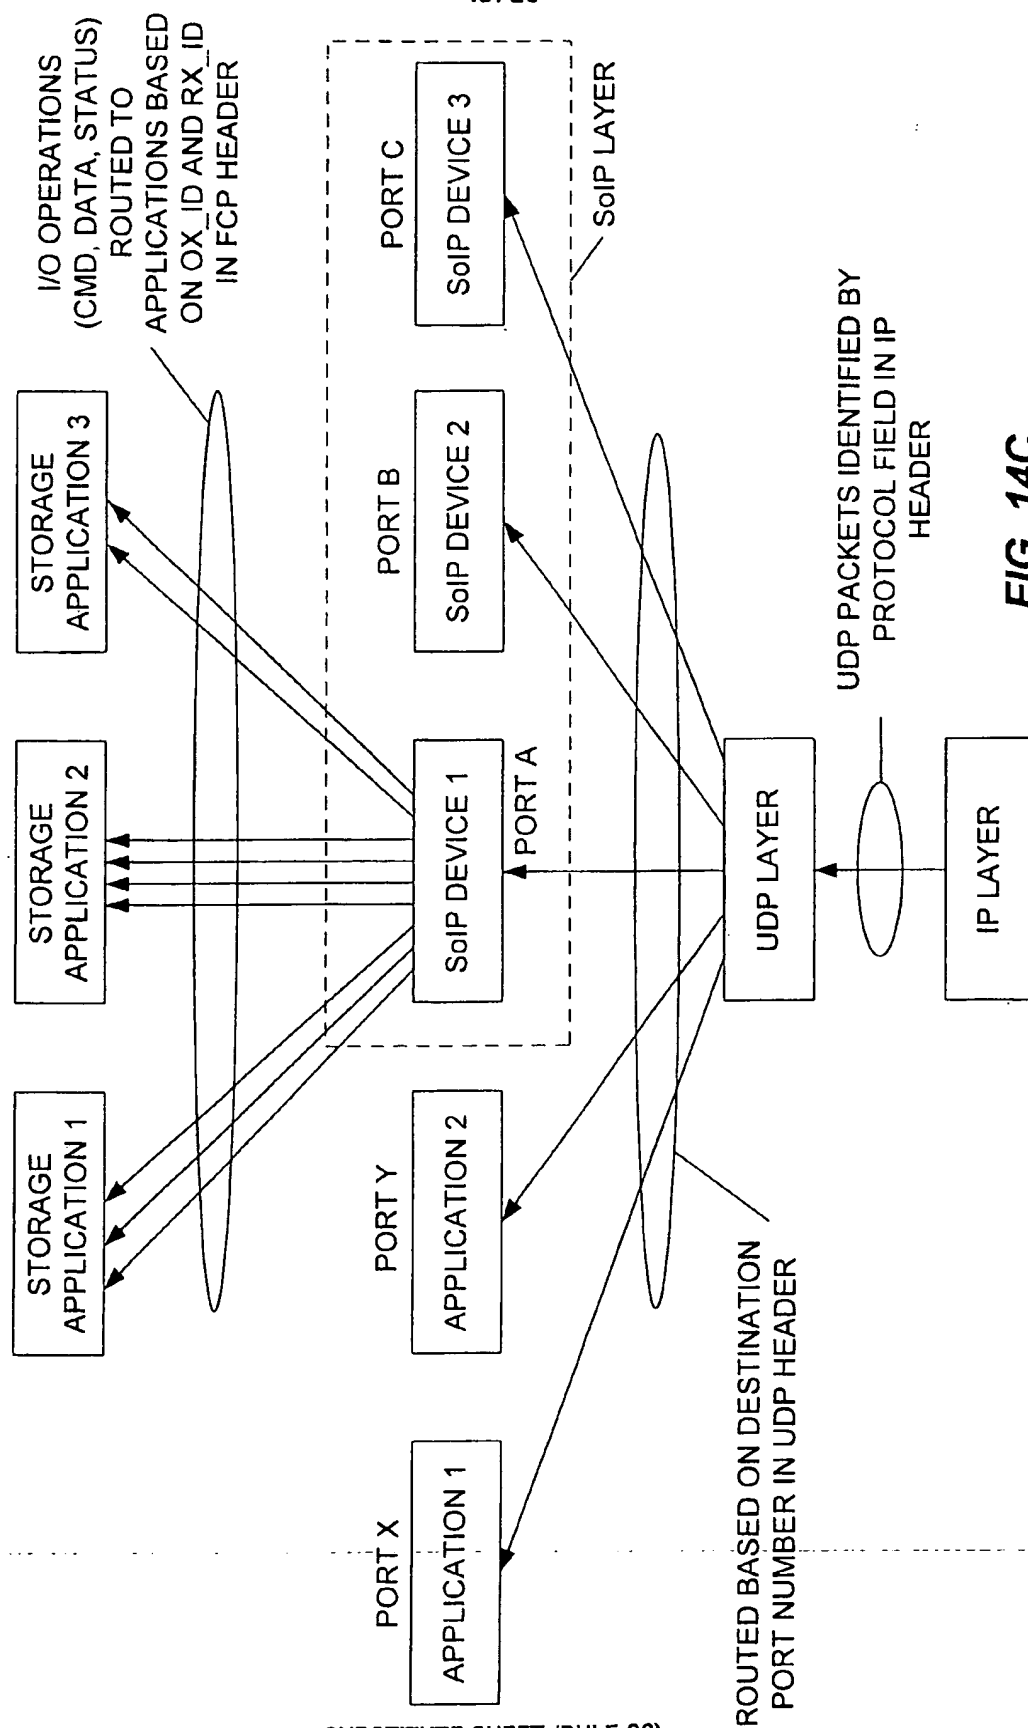 I/O OPERATIONS
(CMD, DATA, STATUS)
ROUTED TO
APPLICATIONS BASED
ON OX_ID AND RX_ID
IN FCP HEADER
STORAGE
APPLICATION 1
STORAGE
APPLICATION 2
STORAGE
APPLICATION 3
PORT X
APPLICATION 1
PORT Y
APPLICATION 2
SoIP DEVICE 1
PORT A
PORT B
SoIP DEVICE 2
PORT C
SoIP DEVICE 3
SoIP LAYER
ROUTED BASED ON DESTINATION
PORT NUMBER IN UDP HEADER
UDP LAYER
UDP PACKETS IDENTIFIED BY
PROTOCOL FIELD IN IP
HEADER
IP LAYER
FIG. 14C